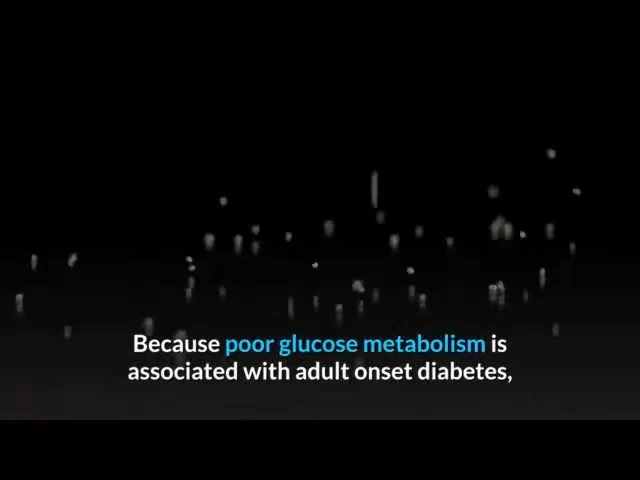 Because poor glucose metabolism is
associated with adult onset diabetes,